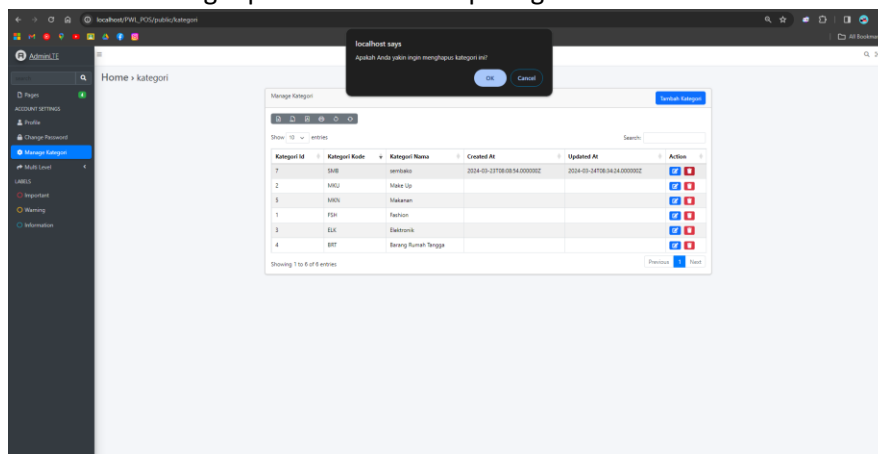 localhost/PWL_POS/public/kategori
All Bookmar
localhost says
Apakah Anda yakin ingin menghapus kategori ini?
OK
Cancel
AdminLTE
Home › kategori
Pages
4
ACCOUNT SETTINGS
Profile
Change Password
Manage Kategori
Multi Level
LABELS
Important
Warning
Information
Manage Kategori
Tambah Kategori
Show 10 entries
Search:
Kategori Id Kategori Kode Kategori Nama Created At Updated At Action
7 SMB sembako 2024-03-23T08:08:54.000000Z 2024-03-24T08:34:24.000000Z
2 MKU Make Up
5 MKN Makanan
1 FSH Fashion
3 ELK Elektronik
4 BRT Barang Rumah Tangga
Showing 1 to 6 of 6 entries
Previous 1 Next